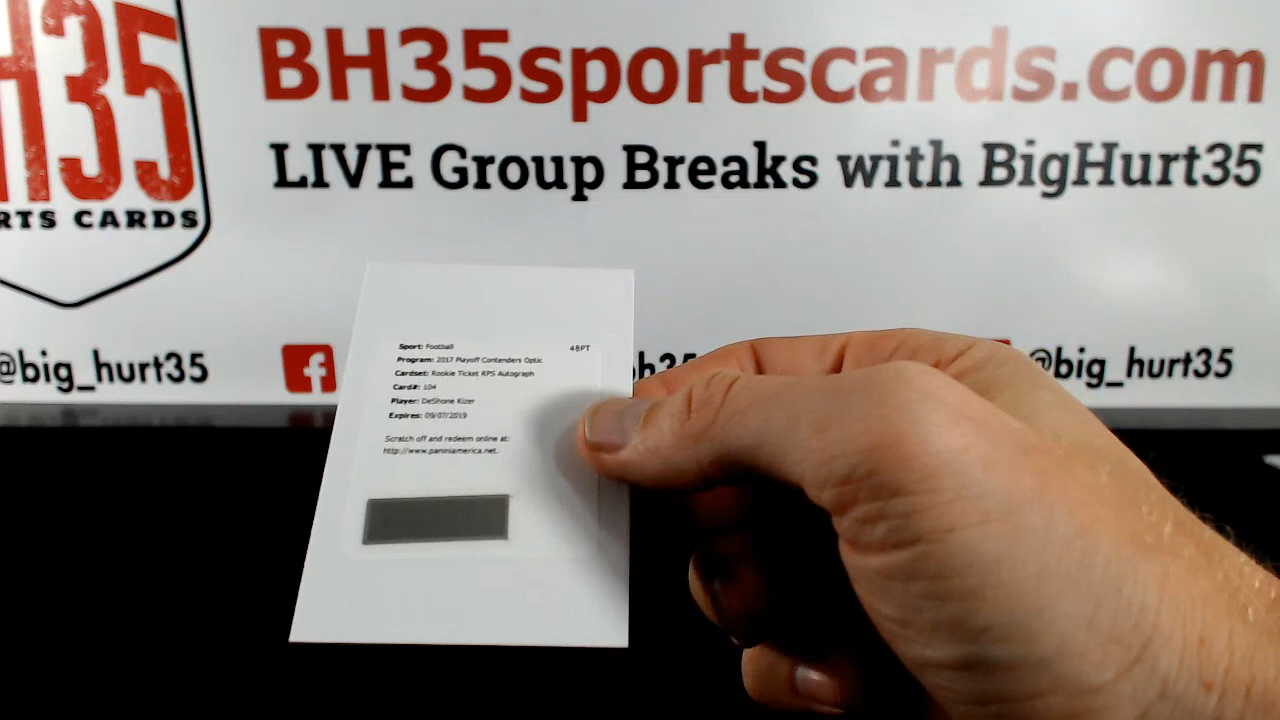 H35
RTS CARDS
BH35sportscards.com
LIVE Group Breaks with BigHurt35
@big_hurt35
f
@big_hurt35
Sport: Football
48PT
Program: 2017 Playoff Contenders Optic
Cardset: Rookie Ticket RPS Autograph
Card#: 104
Player: DeShone Kizer
Expires: 09/07/2019
Scratch off and redeem online at:
http://www.paniniamerica.net.